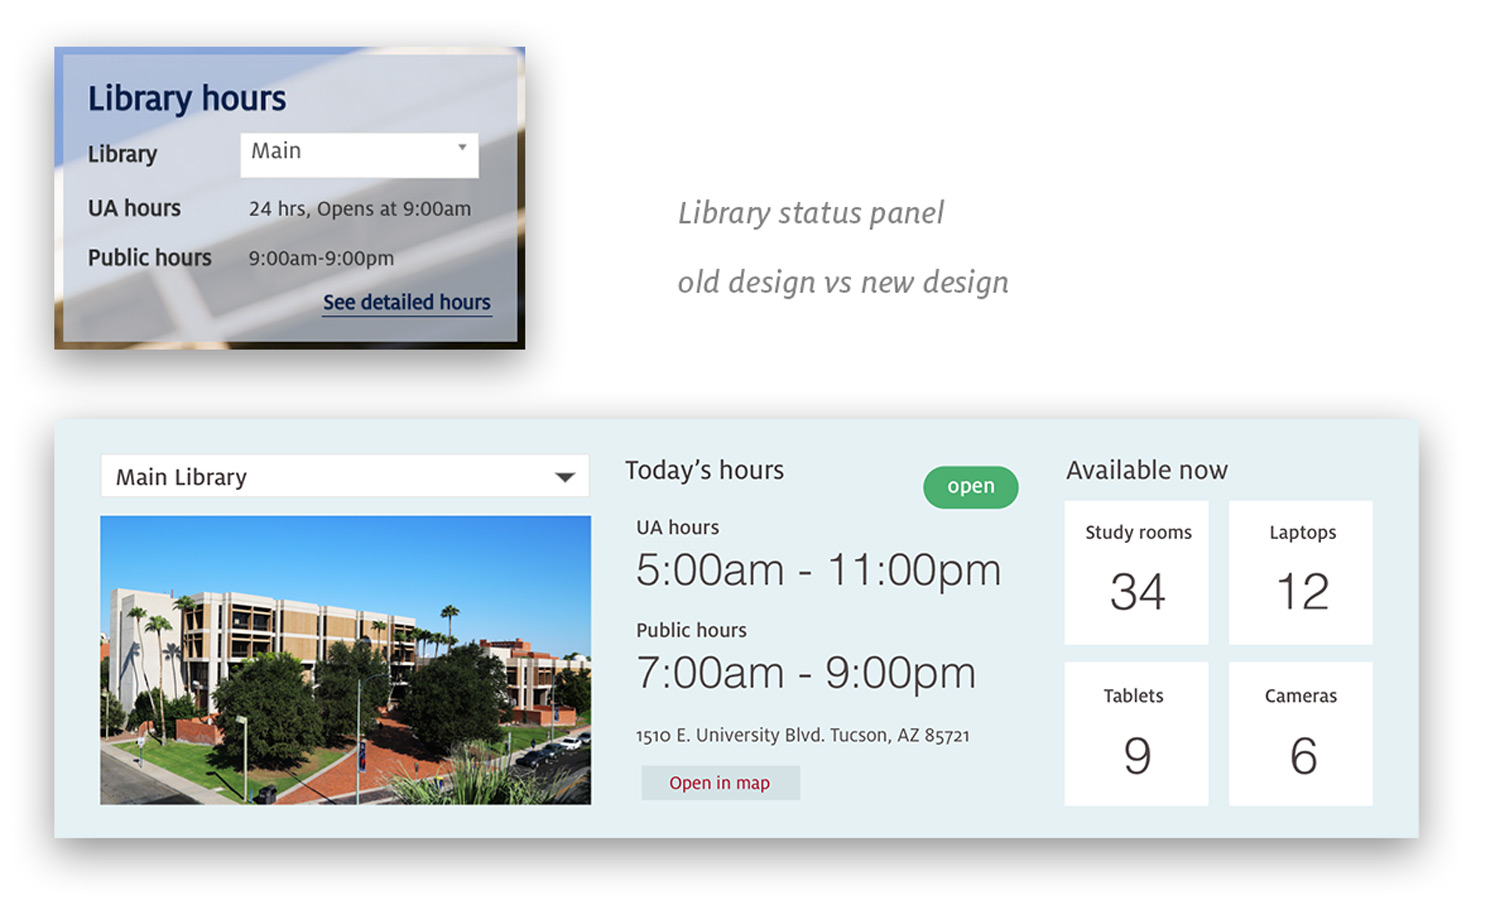 Library hours
Library Main
UA hours 24 hrs, Opens at 9:00am
Public hours 9:00am-9:00pm
See detailed hours
Library status panel
old design vs new design
Main Library
Today’s hours
open
UA hours
5:00am - 11:00pm
Public hours
7:00am - 9:00pm
1510 E. University Blvd. Tucson, AZ 85721
Open in map
Available now
Study rooms
34
Laptops
12
Tablets
9
Cameras
6